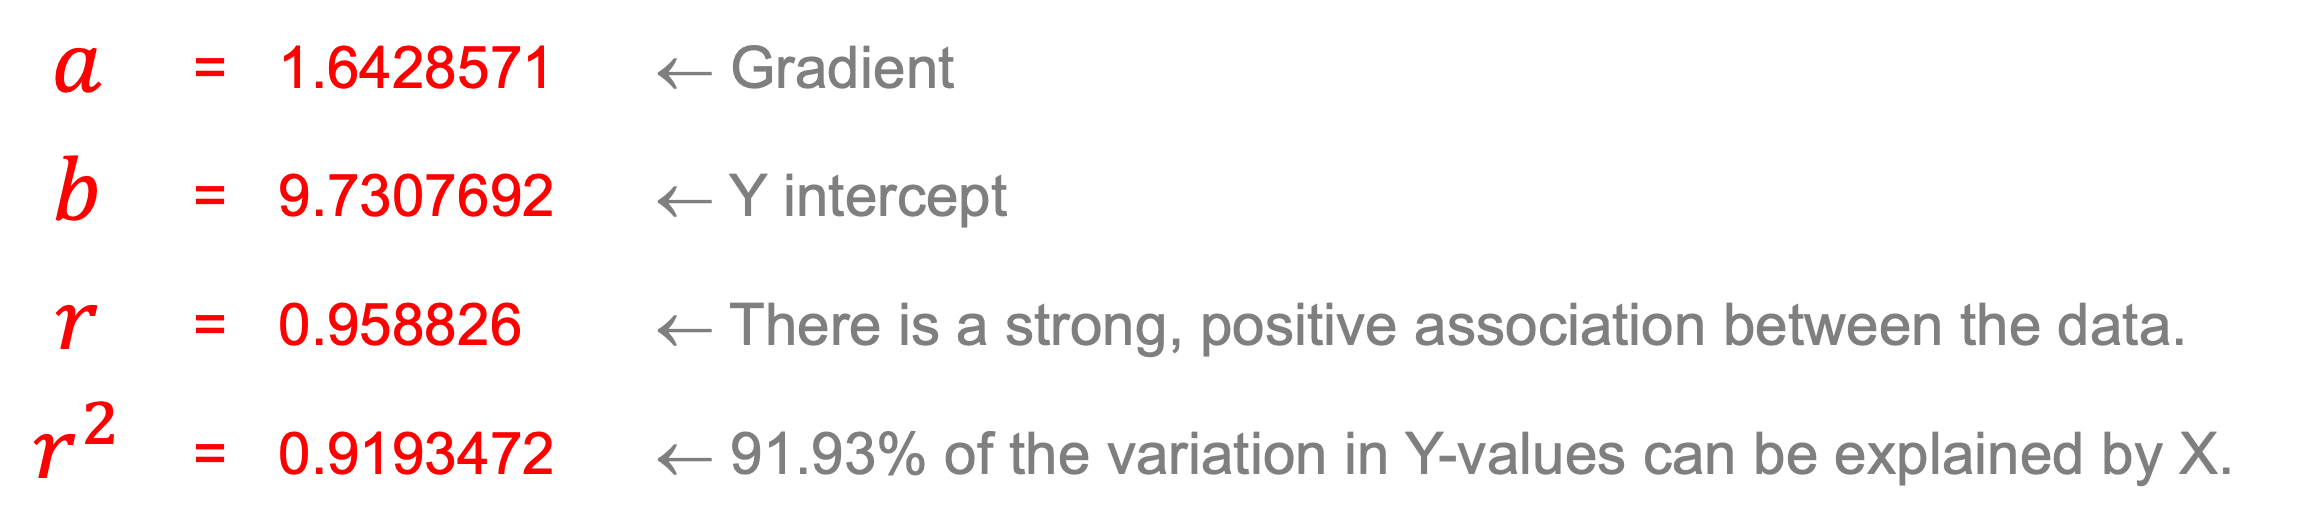 a = 1.6428571 ← Gradient
b = 9.7307692 ← Y intercept
r = 0.958826 ← There is a strong, positive association between the data.
r² = 0.9193472 ← 91.93% of the variation in Y-values can be explained by X.